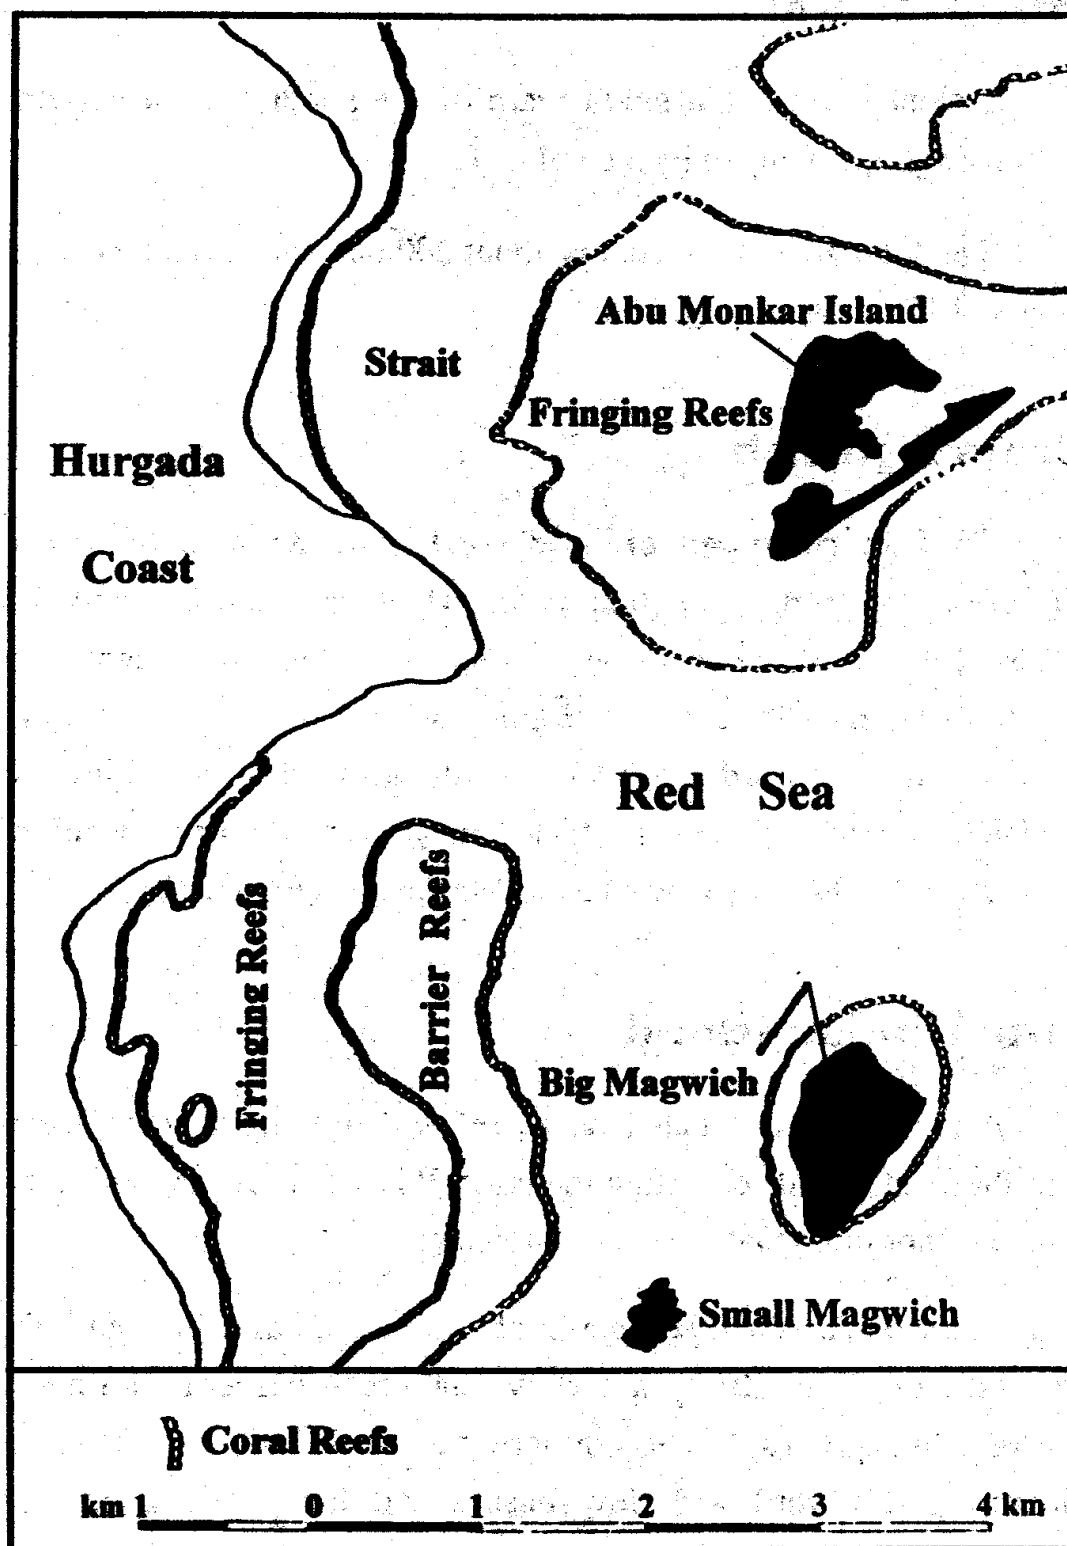 Abu Monkar Island
Strait
Fringing Reefs
Hurgada
Coast
Red Sea
Fringing Reefs
Barrier Reefs
Big Magwich
Small Magwich
Coral Reefs
km 1 0 1 2 3 4 km